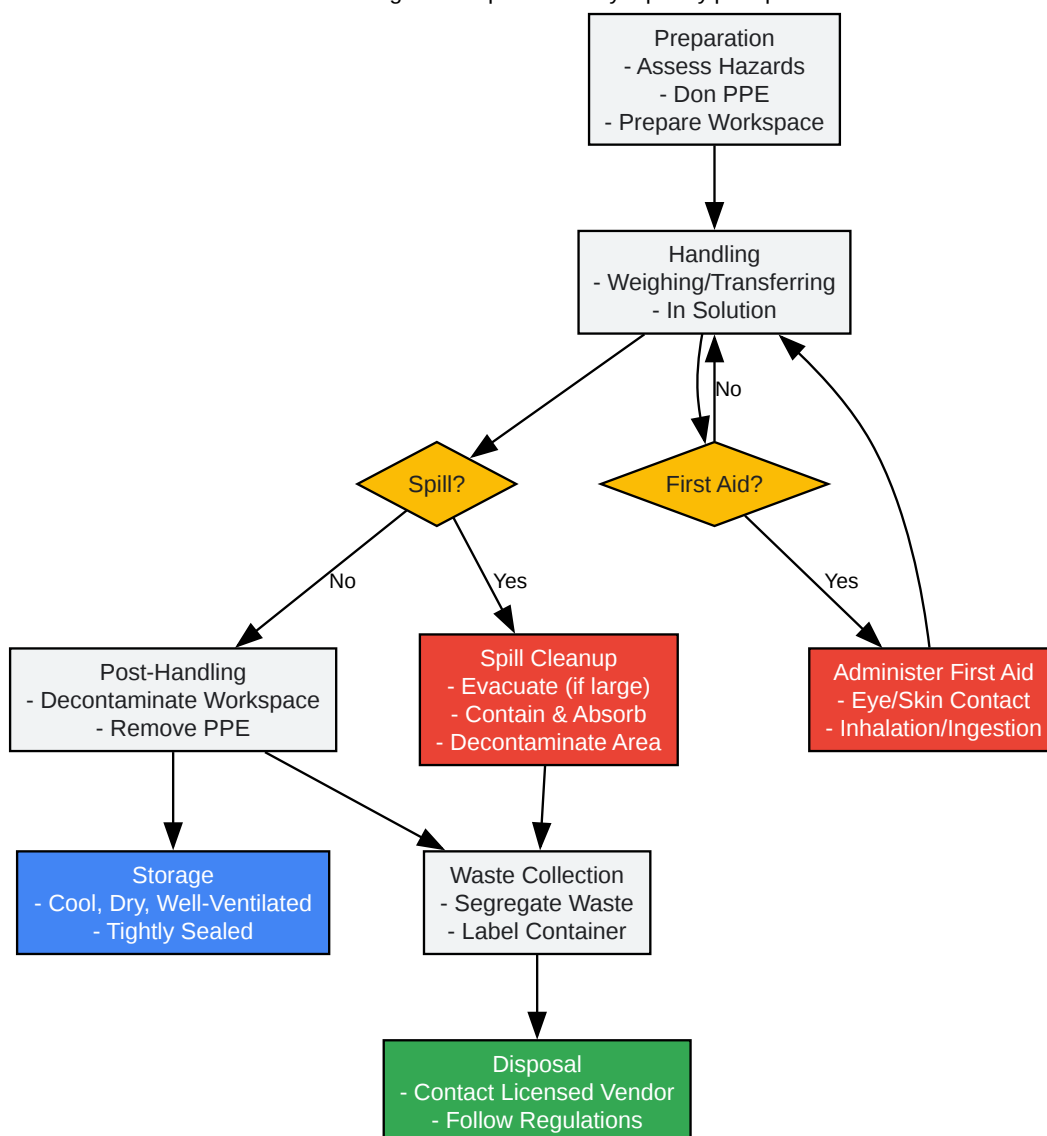 Preparation
- Assess Hazards
- Don PPE
- Prepare Workspace
Handling
- Weighing/Transferring
- In Solution
No
Spill?
First Aid?
No
Yes
Yes
Post-Handling
- Decontaminate Workspace
- Remove PPE
Spill Cleanup
- Evacuate (if large)
- Contain & Absorb
- Decontaminate Area
Administer First Aid
- Eye/Skin Contact
- Inhalation/Ingestion
Storage
- Cool, Dry, Well-Ventilated
- Tightly Sealed
Waste Collection
- Segregate Waste
- Label Container
Disposal
- Contact Licensed Vendor
- Follow Regulations